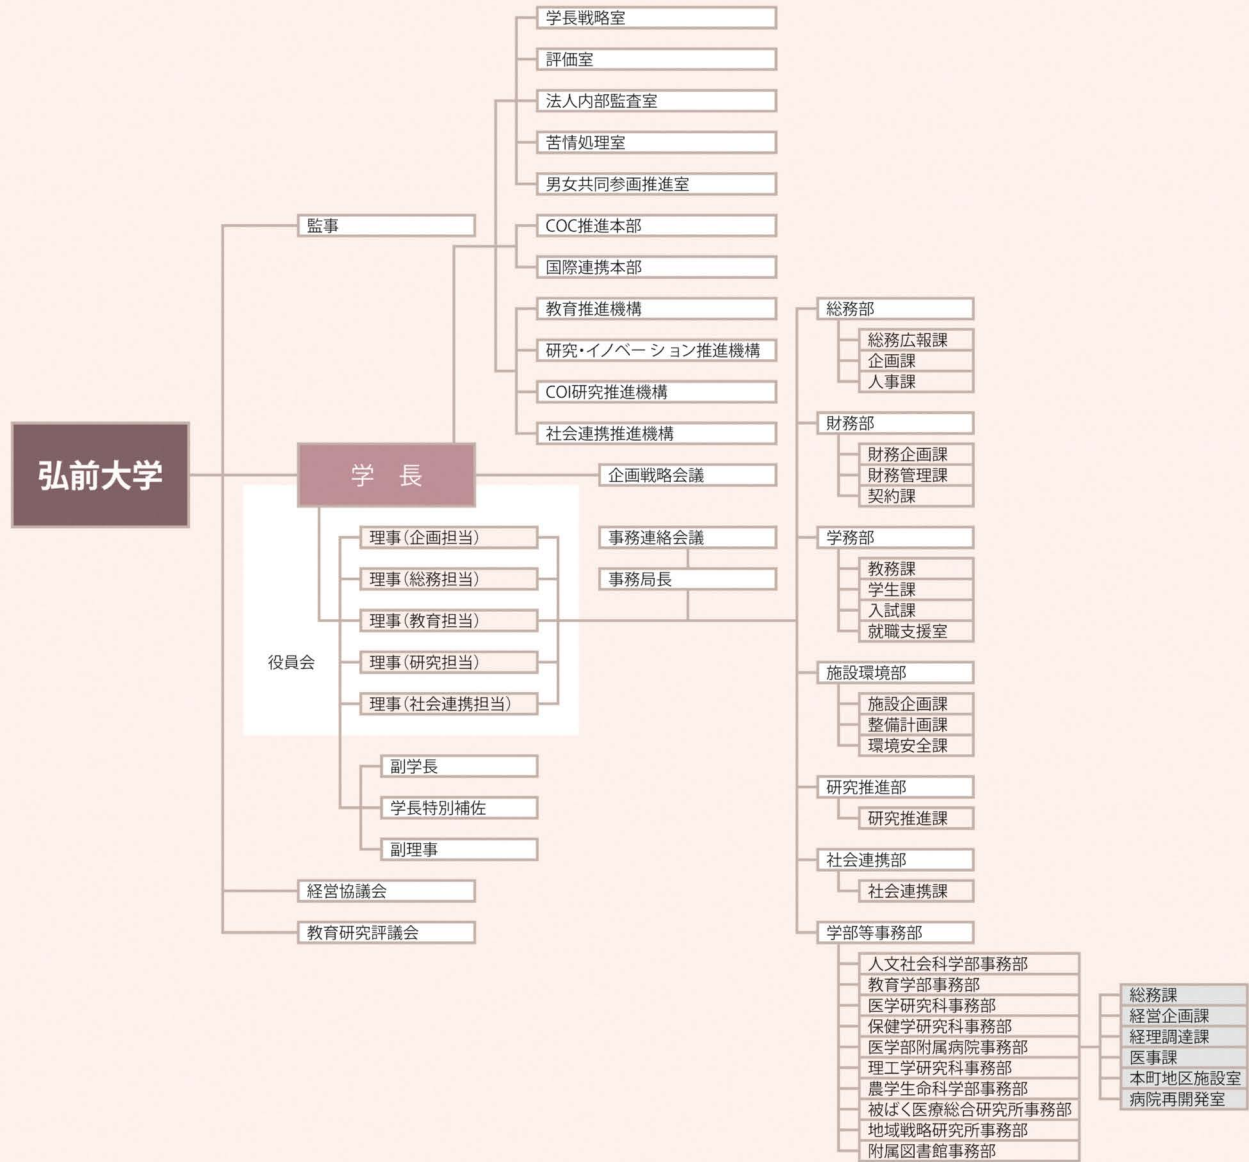 弘前大学
監事
学　長
役員会
理事(企画担当)
理事(総務担当)
理事(教育担当)
理事(研究担当)
理事(社会連携担当)
副学長
学長特別補佐
副理事
経営協議会
教育研究評議会
学長戦略室
評価室
法人内部監査室
苦情処理室
男女共同参画推進室
COC推進本部
国際連携本部
教育推進機構
研究・イノベーション推進機構
COI研究推進機構
社会連携推進機構
企画戦略会議
事務連絡会議
事務局長
総務部
総務広報課
企画課
人事課
財務部
財務企画課
財務管理課
契約課
学務部
教務課
学生課
入試課
就職支援室
施設環境部
施設企画課
整備計画課
環境安全課
研究推進部
研究推進課
社会連携部
社会連携課
学部等事務部
人文社会科学部事務部
教育学部事務部
医学研究科事務部
保健学研究科事務部
医学部附属病院事務部
理工学研究科事務部
農学生命科学部事務部
被ばく医療総合研究所事務部
地域戦略研究所事務部
附属図書館事務部
総務課
経営企画課
経理調達課
医事課
本町地区施設室
病院再開発室